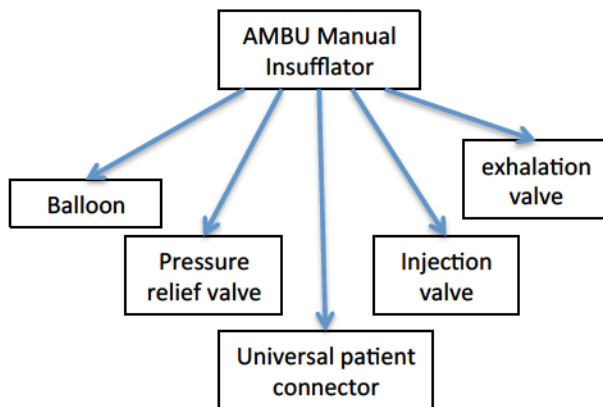 AMBU Manual
Insufflator
Balloon
Pressure
relief valve
Universal patient
connector
Injection
valve
exhalation
valve